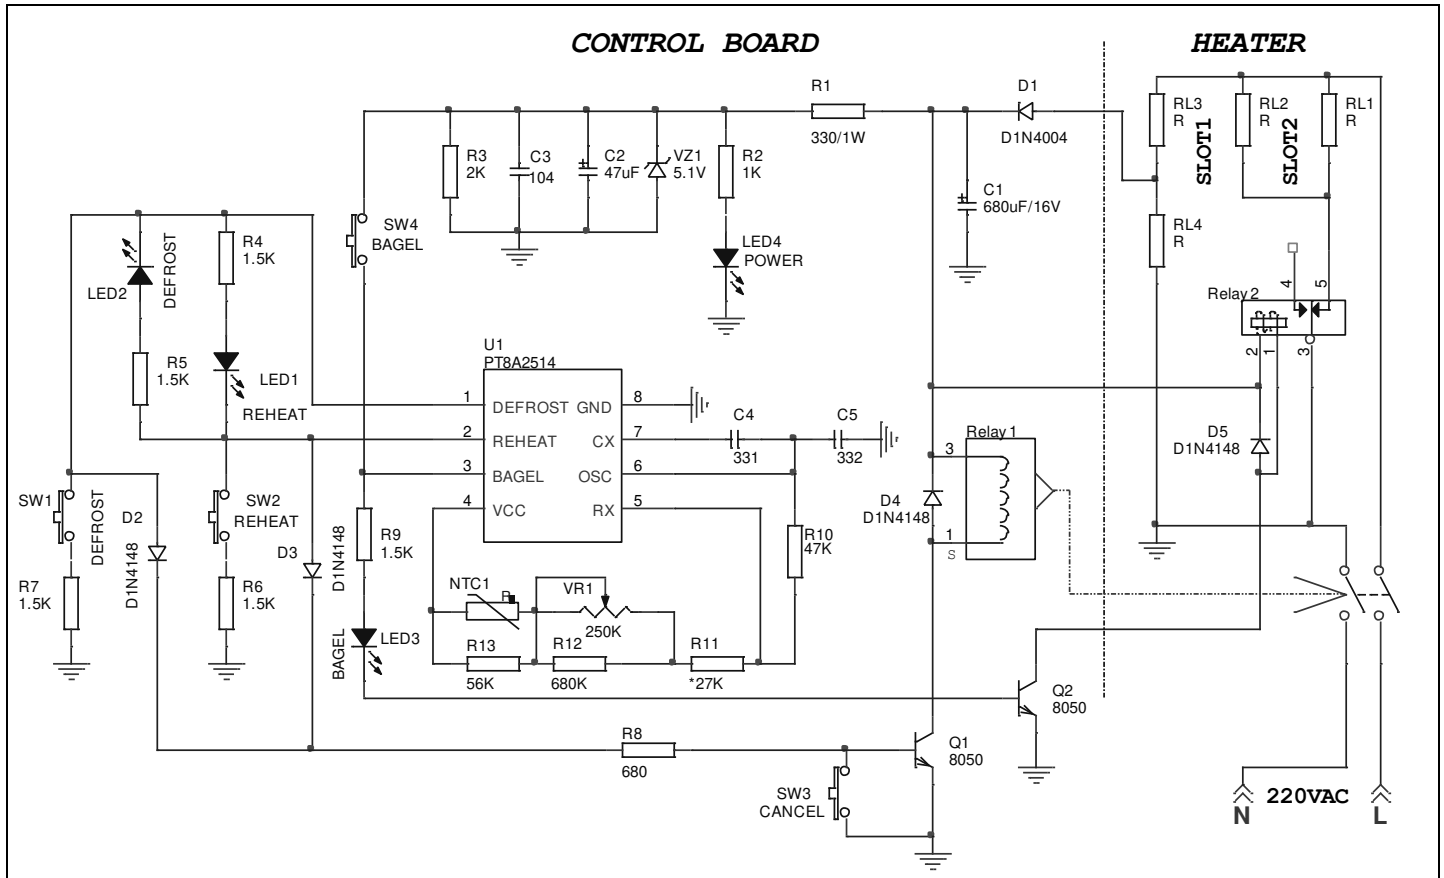 CONTROL BOARD
HEATER
R1
330/1W
D1
D1N4004
RL3
R
SLOT1
RL2
R
SLOT2
RL1
R
R3
2K
C3
104
C2
47uF
VZ1
5.1V
R2
1K
C1
680uF/16V
SW4
BAGEL
LED4
POWER
RL4
R
R4
1.5K
DEFROST
LED2
R5
1.5K
LED1
REHEAT
4
5
Relay2
2
1
3
U1
PT8A2514
1
DEFROST
GND
8
2
REHEAT
CX
7
3
BAGEL
OSC
6
4
VCC
RX
5
C4
331
C5
332
Relay1
3
1
S
D4
D1N4148
D5
D1N4148
SW1
DEFROST
D2
D1N4148
SW2
REHEAT
D3
D1N4148
R9
1.5K
R10
47K
R7
1.5K
R6
1.5K
NTC1
R
VR1
250K
BAGEL
LED3
R13
56K
R12
680K
R11
*27K
Q2
8050
R8
680
Q1
8050
SW3
CANCEL
N
220VAC
L